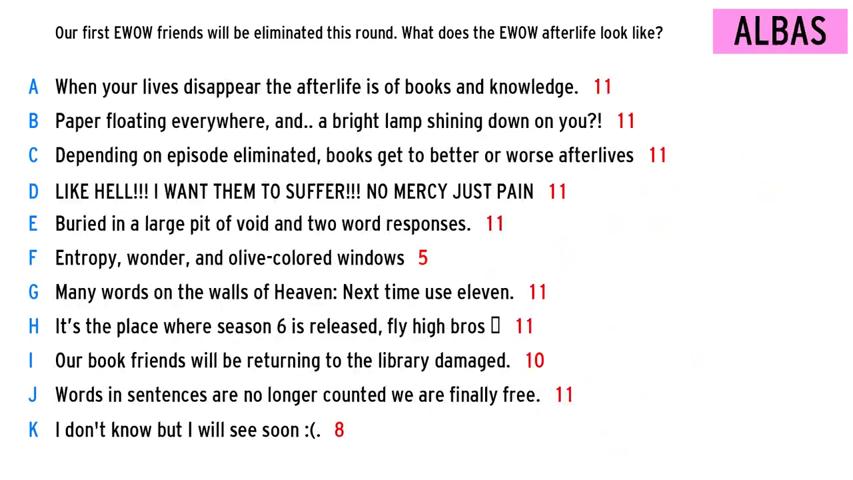 Our first EWOW friends will be eliminated this round. What does the EWOW afterlife look like?
ALBAS
A When your lives disappear the afterlife is of books and knowledge. 11
B Paper floating everywhere, and.. a bright lamp shining down on you?! 11
C Depending on episode eliminated, books get to better or worse afterlives 11
D LIKE HELL!!! I WANT THEM TO SUFFER!!! NO MERCY JUST PAIN 11
E Buried in a large pit of void and two word responses. 11
F Entropy, wonder, and olive-colored windows 5
G Many words on the walls of Heaven: Next time use eleven. 11
H It's the place where season 6 is released, fly high bros 11
I Our book friends will be returning to the library damaged. 10
J Words in sentences are no longer counted we are finally free. 11
K I don't know but I will see soon :(. 8